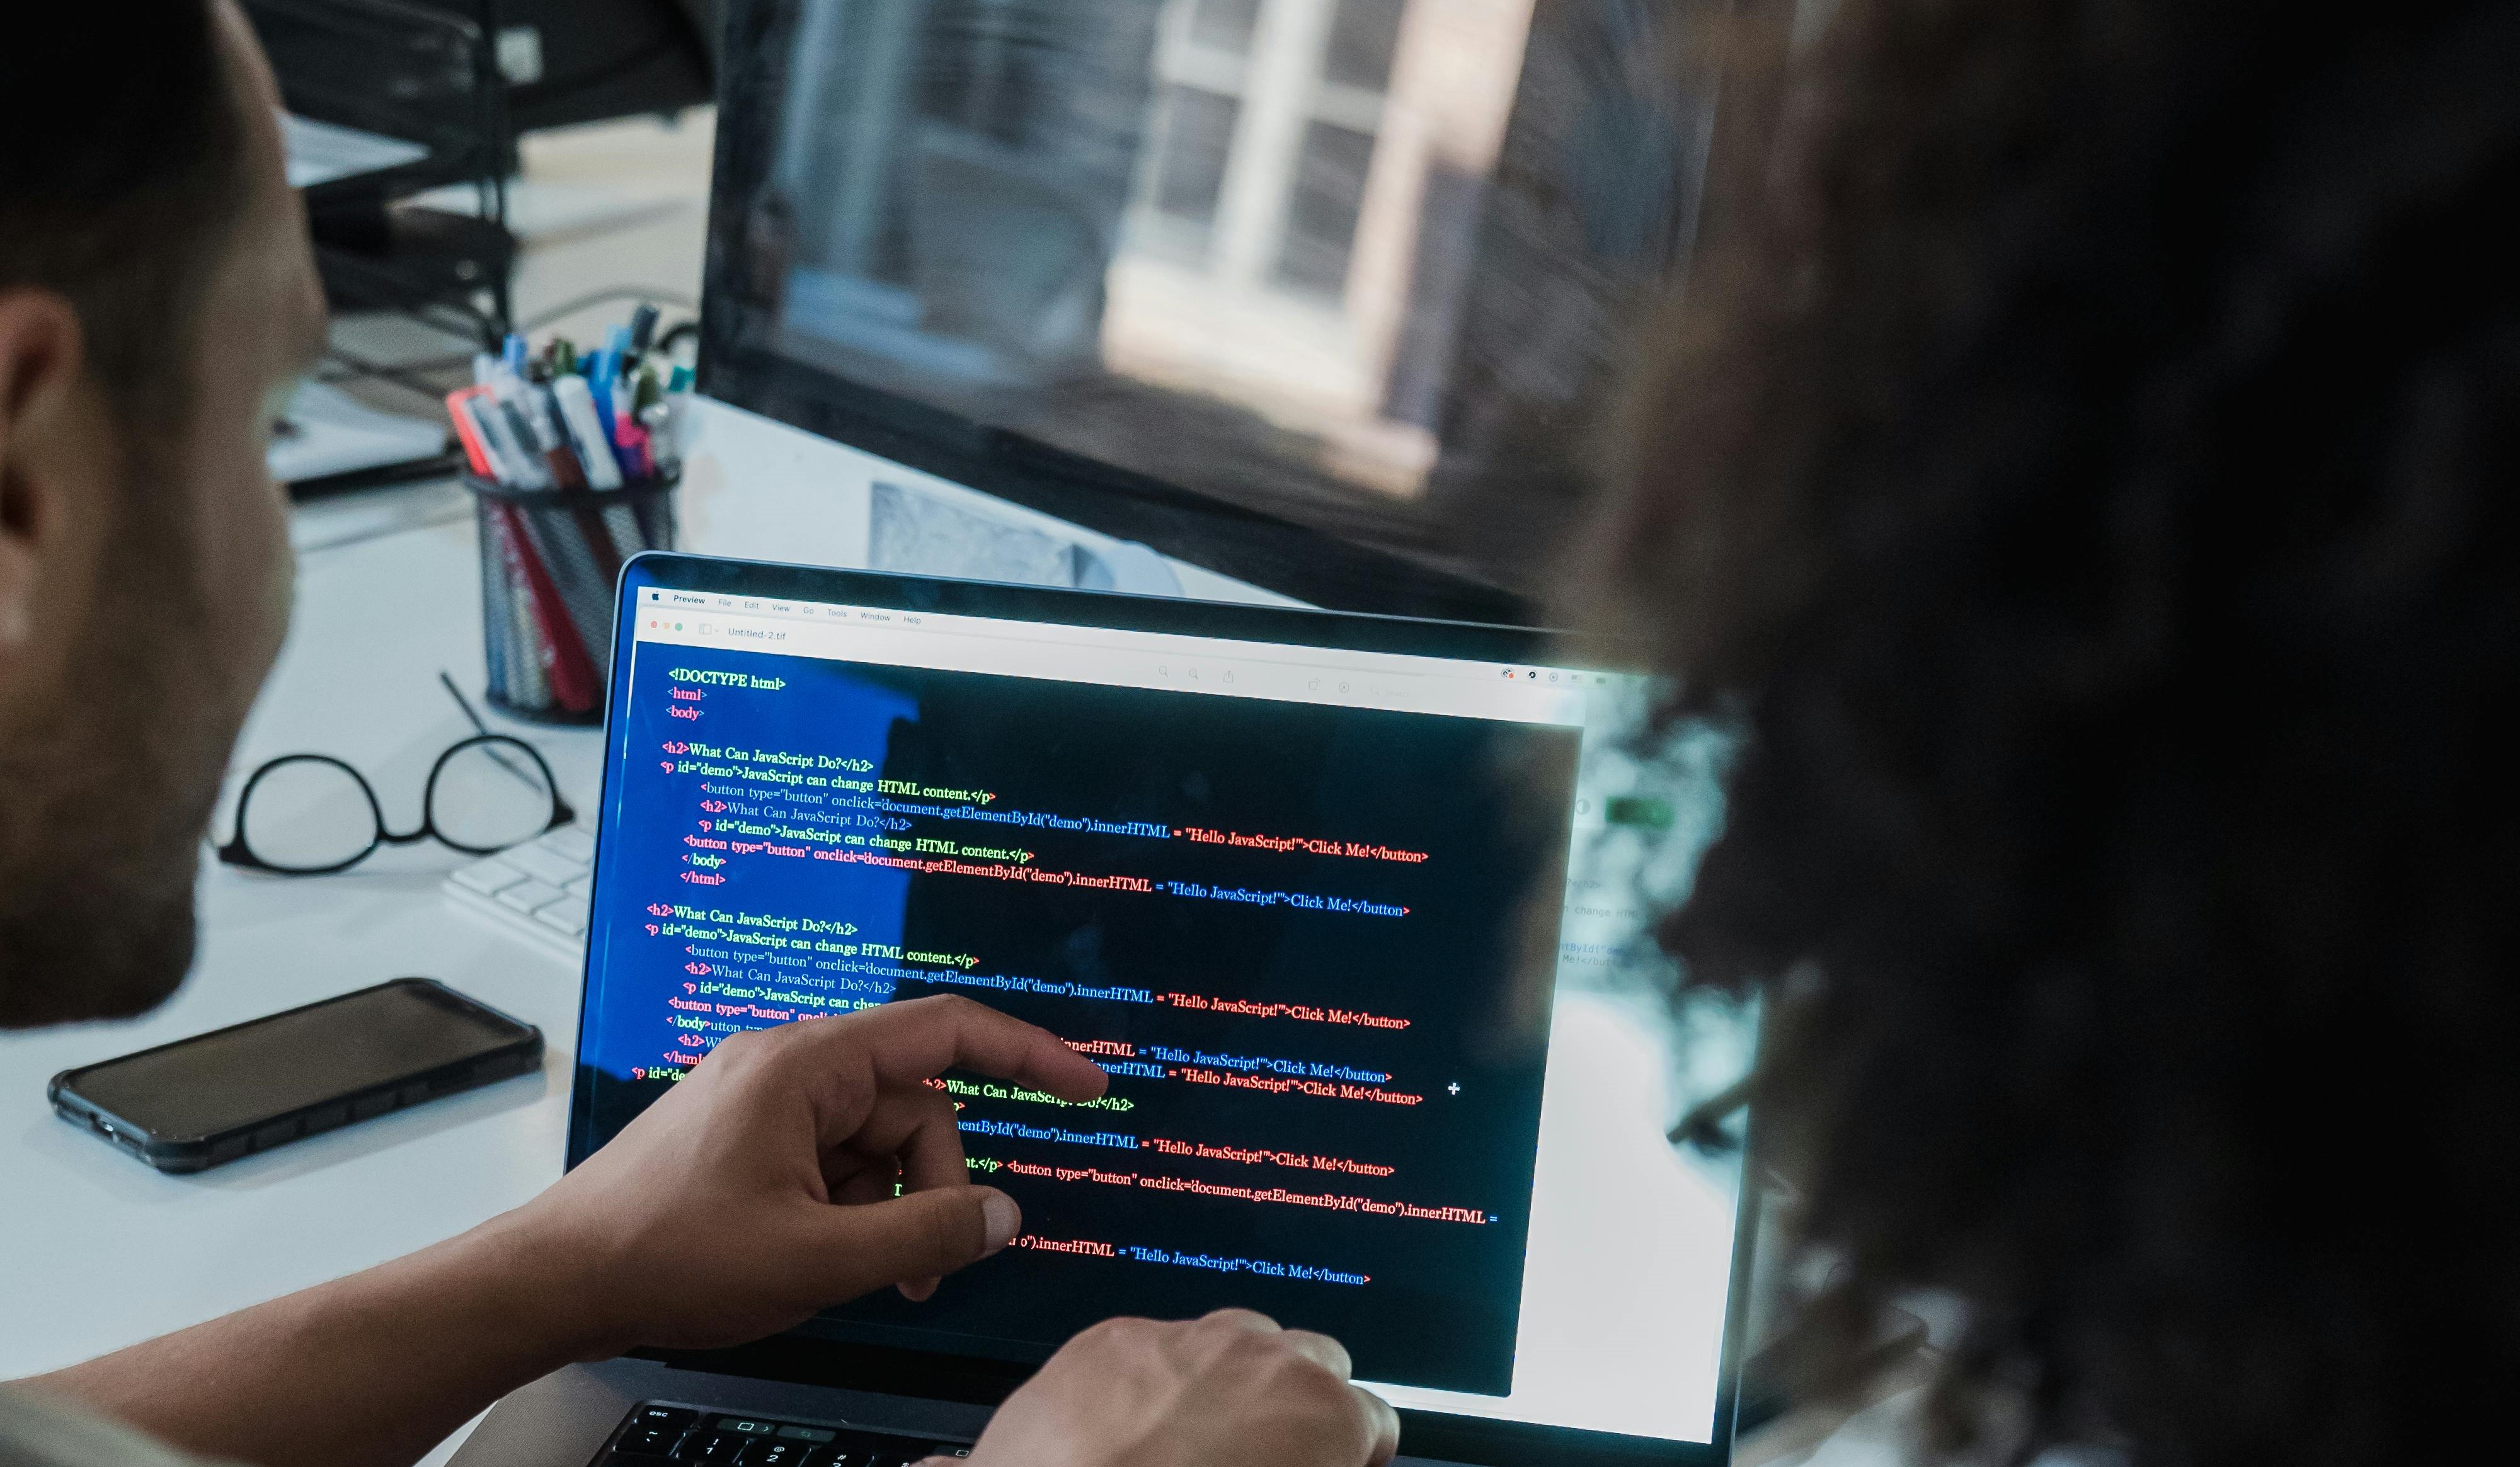 Preview File Edit View Go Tools Window Help
Untitled-2.tif
<!DOCTYPE html>
<html>
<body>
<h2>What Can JavaScript Do?</h2>
<p id="demo">JavaScript can change HTML content.</p>
<button type="button" onclick='document.getElementById("demo").innerHTML = "Hello JavaScript!"'>Click Me!</button>
<h2>What Can JavaScript Do?</h2>
<p id="demo">JavaScript can change HTML content.</p>
<button type="button" onclick='document.getElementById("demo").innerHTML = "Hello JavaScript!"'>Click Me!</button>
</body>
</html>
<h2>What Can JavaScript Do?</h2>
<p id="demo">JavaScript can change HTML content.</p>
<button type="button" onclick='document.getElementById("demo").innerHTML = "Hello JavaScript!"'>Click Me!</button>
<h2>What Can JavaScript Do?</h2>
<p id="demo">JavaScript can
<button type="button"
innerHTML = "Hello JavaScript!"'>Click Me!</button>
</body>utton
innerHTML = "Hello JavaScript!"'>Click Me!</button>
<h2>
<h2>What Can JavaScript Do?</h2>
</html
<p
p>
").innerHTML = "Hello JavaScript!"'>Click Me!</button>
</p> <button type="button" onclick='document.getElementById("demo").innerHTML =
T
").innerHTML = "Hello JavaScript!"'>Click Me!</button>
esc